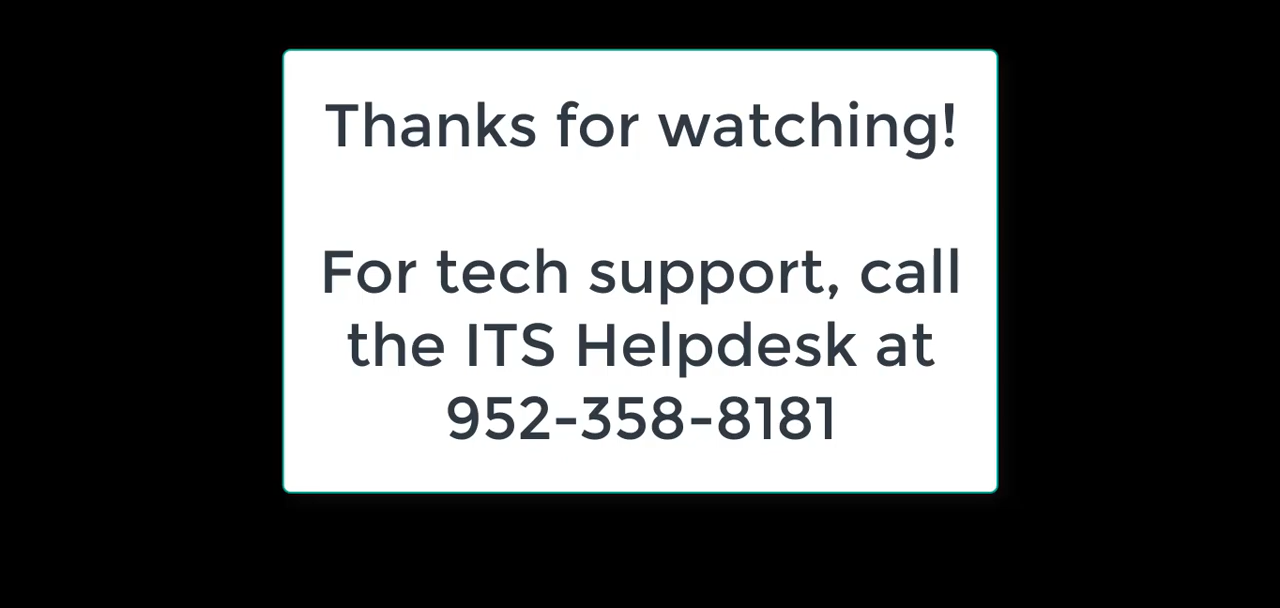 Thanks for watching!
For tech support, call
the ITS Helpdesk at
952-358-8181